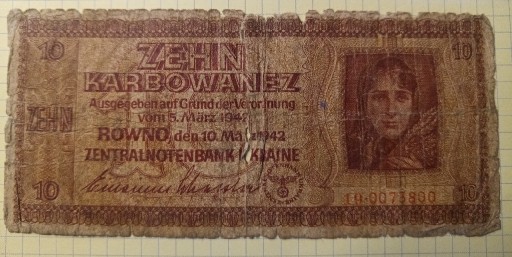 10 ZEHN 10
KARBOWANEZ
Ausgegeben auf Grund der Verordnung
vom 5. März 1942
ZEHN
ROWNO, den 10. März 1942
ZENTRALNOTENBANK UKRAINE
10 10